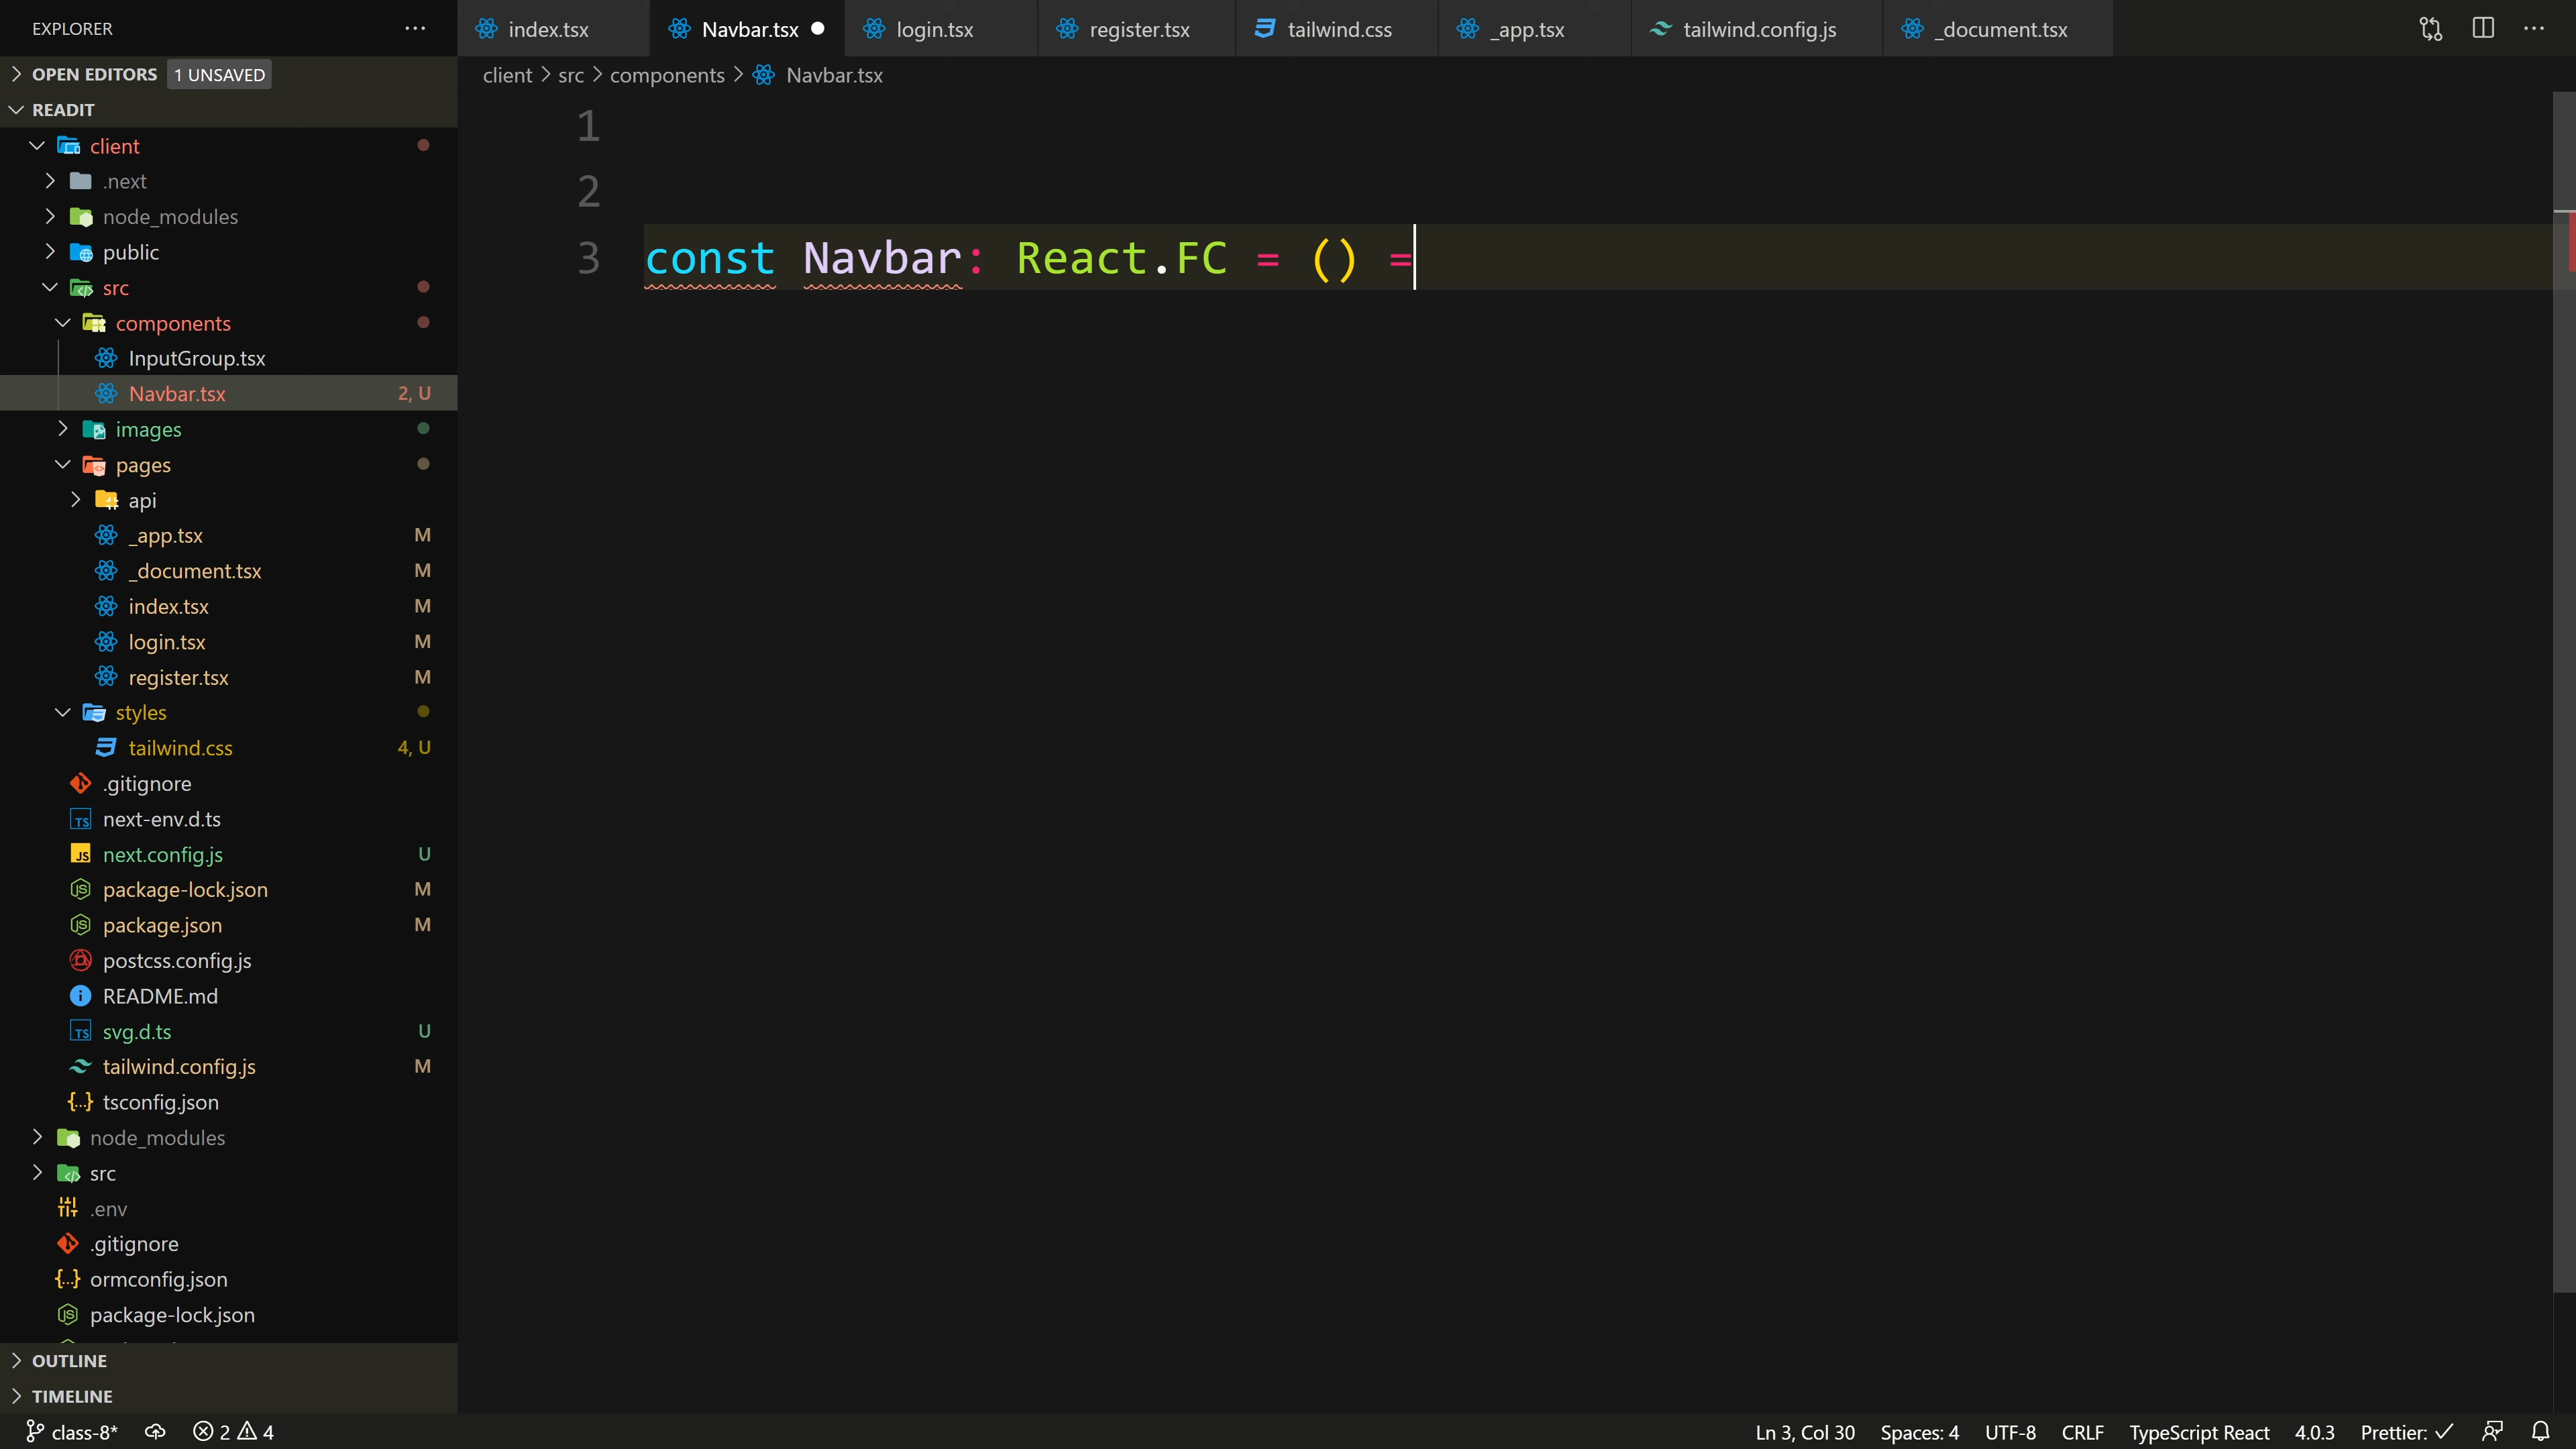 EXPLORER
OPEN EDITORS 1 UNSAVED
READIT
client
.next
node_modules
public
src
components
InputGroup.tsx
Navbar.tsx 2, U
images
pages
api
_app.tsx M
_document.tsx M
index.tsx M
login.tsx M
register.tsx M
styles
tailwind.css 4, U
.gitignore
next-env.d.ts
next.config.js U
package-lock.json M
package.json M
postcss.config.js
README.md
svg.d.ts U
tailwind.config.js M
tsconfig.json
node_modules
src
.env
.gitignore
ormconfig.json
package-lock.json
OUTLINE
TIMELINE
index.tsx Navbar.tsx login.tsx register.tsx tailwind.css _app.tsx tailwind.config.js _document.tsx
client > src > components > Navbar.tsx
1
2
3 const Navbar: React.FC = () =
class-8* 2 4 Ln 3, Col 30 Spaces: 4 UTF-8 CRLF TypeScript React 4.0.3 Prettier: ✓